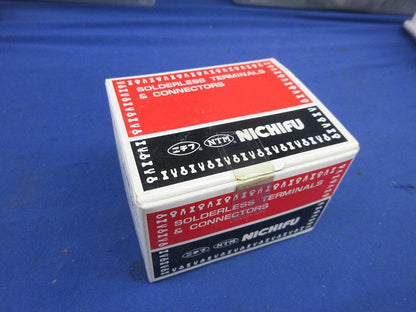 SOLDERLESS TERMINALS
& CONNECTORS
ニチフ NTM NICHIFU
SOLDERLESS TERMINALS
& CONNECTORS
ニチフ NTM NICHIFU